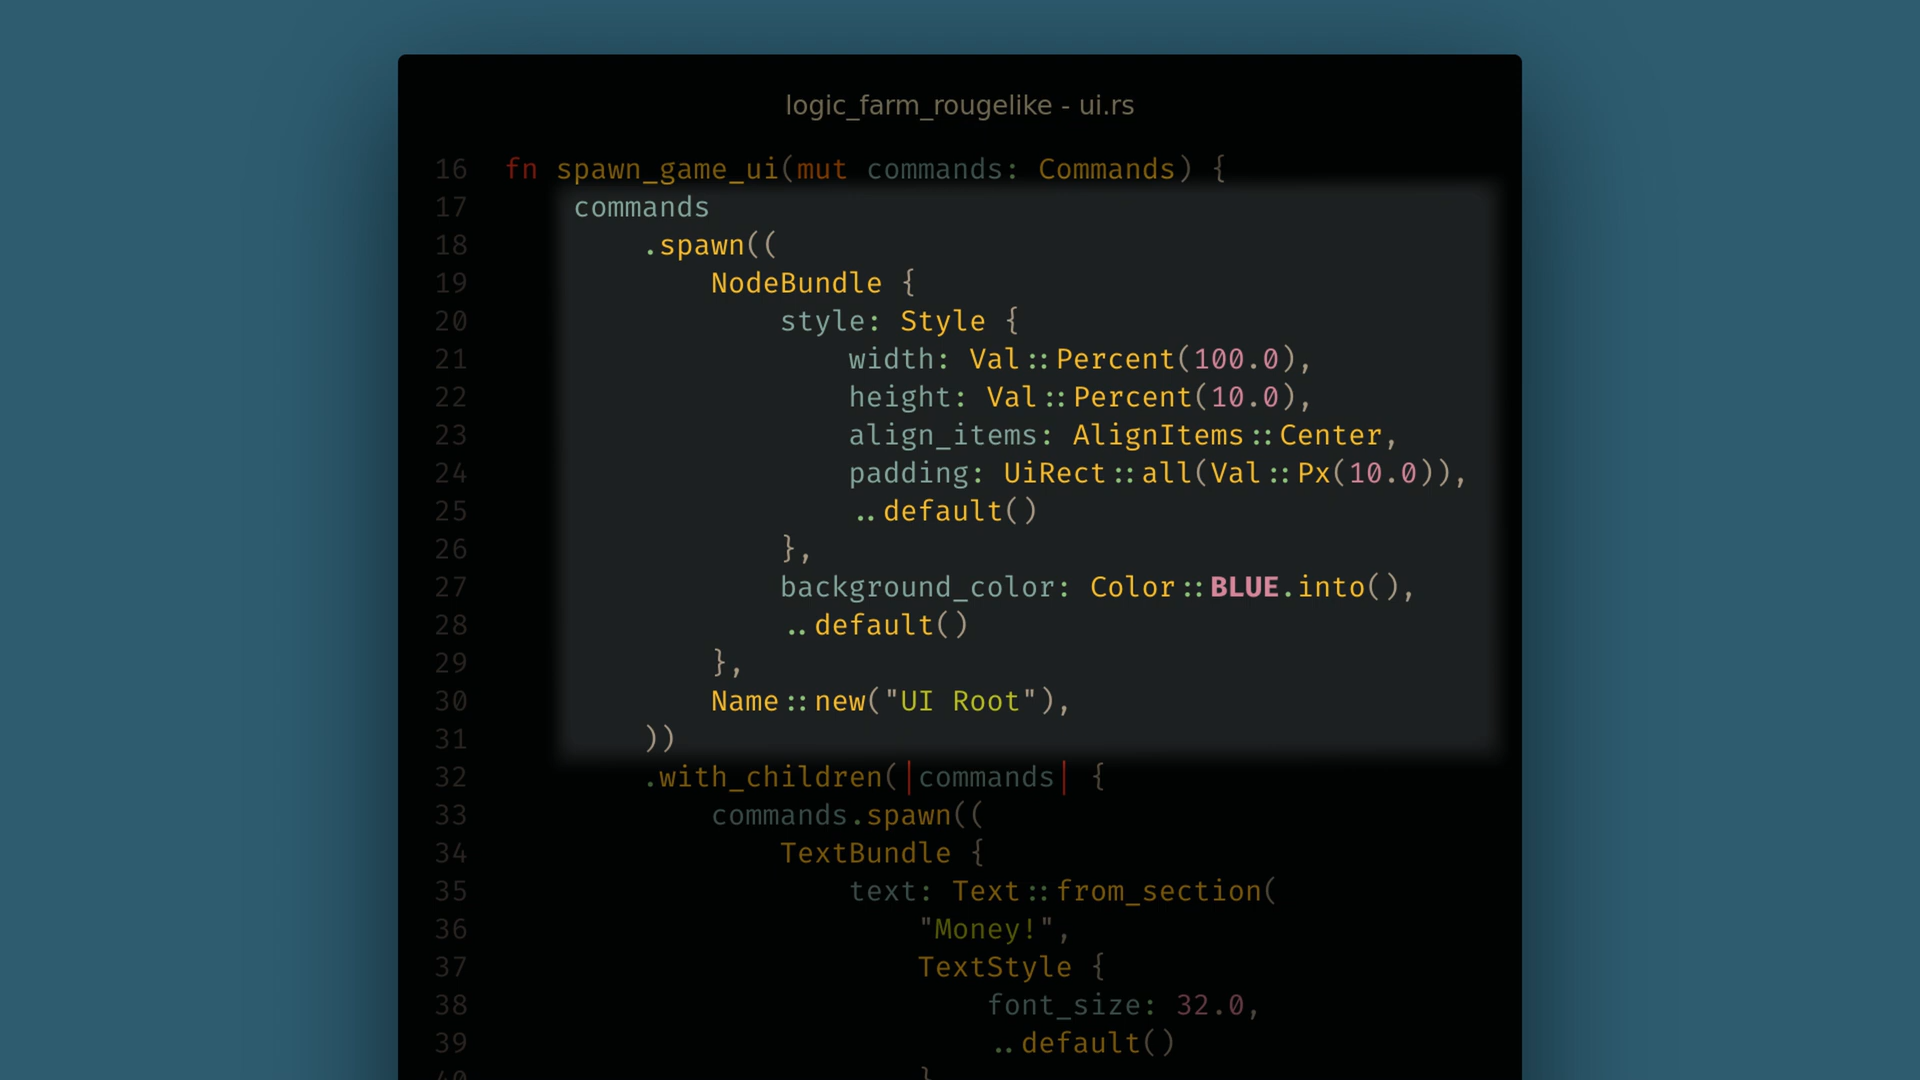 logic_farm_rougelike - ui.rs
16 fn spawn_game_ui(mut commands: Commands) {
17     commands
18         .spawn((
19             NodeBundle {
20                 style: Style {
21                     width: Val::Percent(100.0),
22                     height: Val::Percent(10.0),
23                     align_items: AlignItems::Center,
24                     padding: UiRect::all(Val::Px(10.0)),
25                     ..default()
26                 },
27                 background_color: Color::BLUE.into(),
28                 ..default()
29             },
30             Name::new("UI Root"),
31         ))
32         .with_children(|commands| {
33             commands.spawn((
34                 TextBundle {
35                     text: Text::from_section(
36                         "Money!",
37                         TextStyle {
38                             font_size: 32.0,
39                             ..default()
40                         }